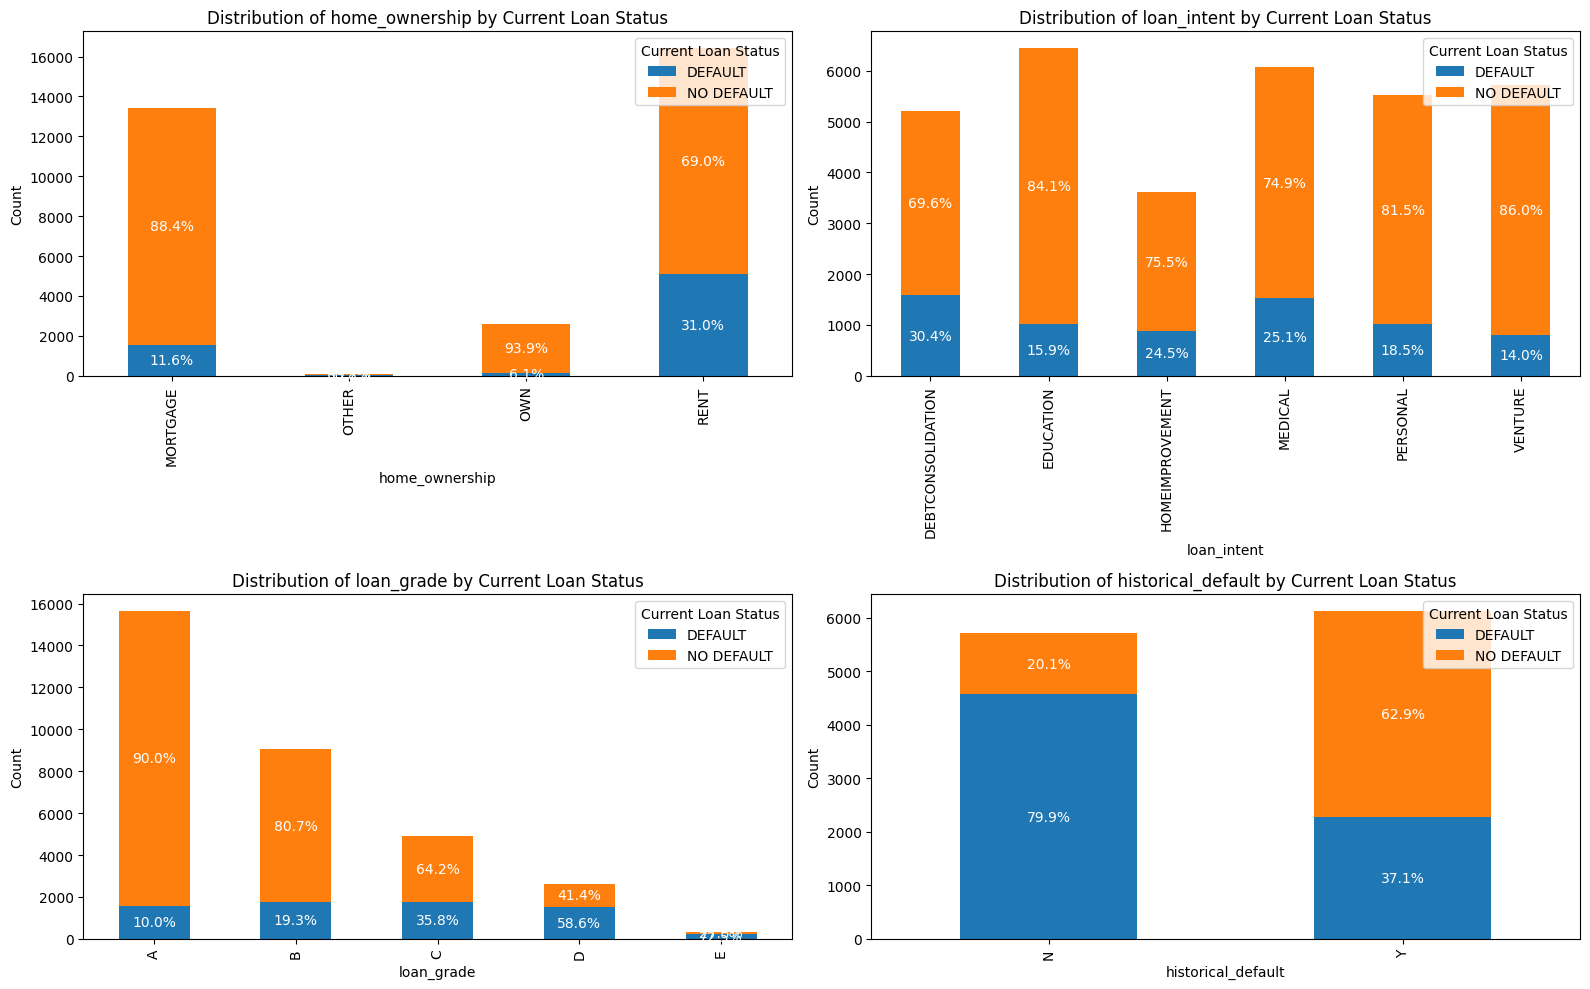 Distribution of home_ownership by Current Loan Status
Count
16000
14000
12000
10000
8000
6000
4000
2000
0
Current Loan Status
DEFAULT
NO DEFAULT
88.4%
11.6%
93.9%
6.1%
69.0%
31.0%
MORTGAGE
OTHER
OWN
RENT
home_ownership
Distribution of loan_intent by Current Loan Status
Count
6000
5000
4000
3000
2000
1000
0
Current Loan Status
DEFAULT
NO DEFAULT
69.6%
30.4%
84.1%
15.9%
75.5%
24.5%
74.9%
25.1%
81.5%
18.5%
86.0%
14.0%
DEBTCONSOLIDATION
EDUCATION
HOMEIMPROVEMENT
MEDICAL
PERSONAL
VENTURE
loan_intent
Distribution of loan_grade by Current Loan Status
Count
16000
14000
12000
10000
8000
6000
4000
2000
0
Current Loan Status
DEFAULT
NO DEFAULT
90.0%
10.0%
80.7%
19.3%
64.2%
35.8%
41.4%
58.6%
A
B
C
D
E
loan_grade
Distribution of historical_default by Current Loan Status
Count
6000
5000
4000
3000
2000
1000
0
Current Loan Status
DEFAULT
NO DEFAULT
20.1%
79.9%
62.9%
37.1%
N
Y
historical_default